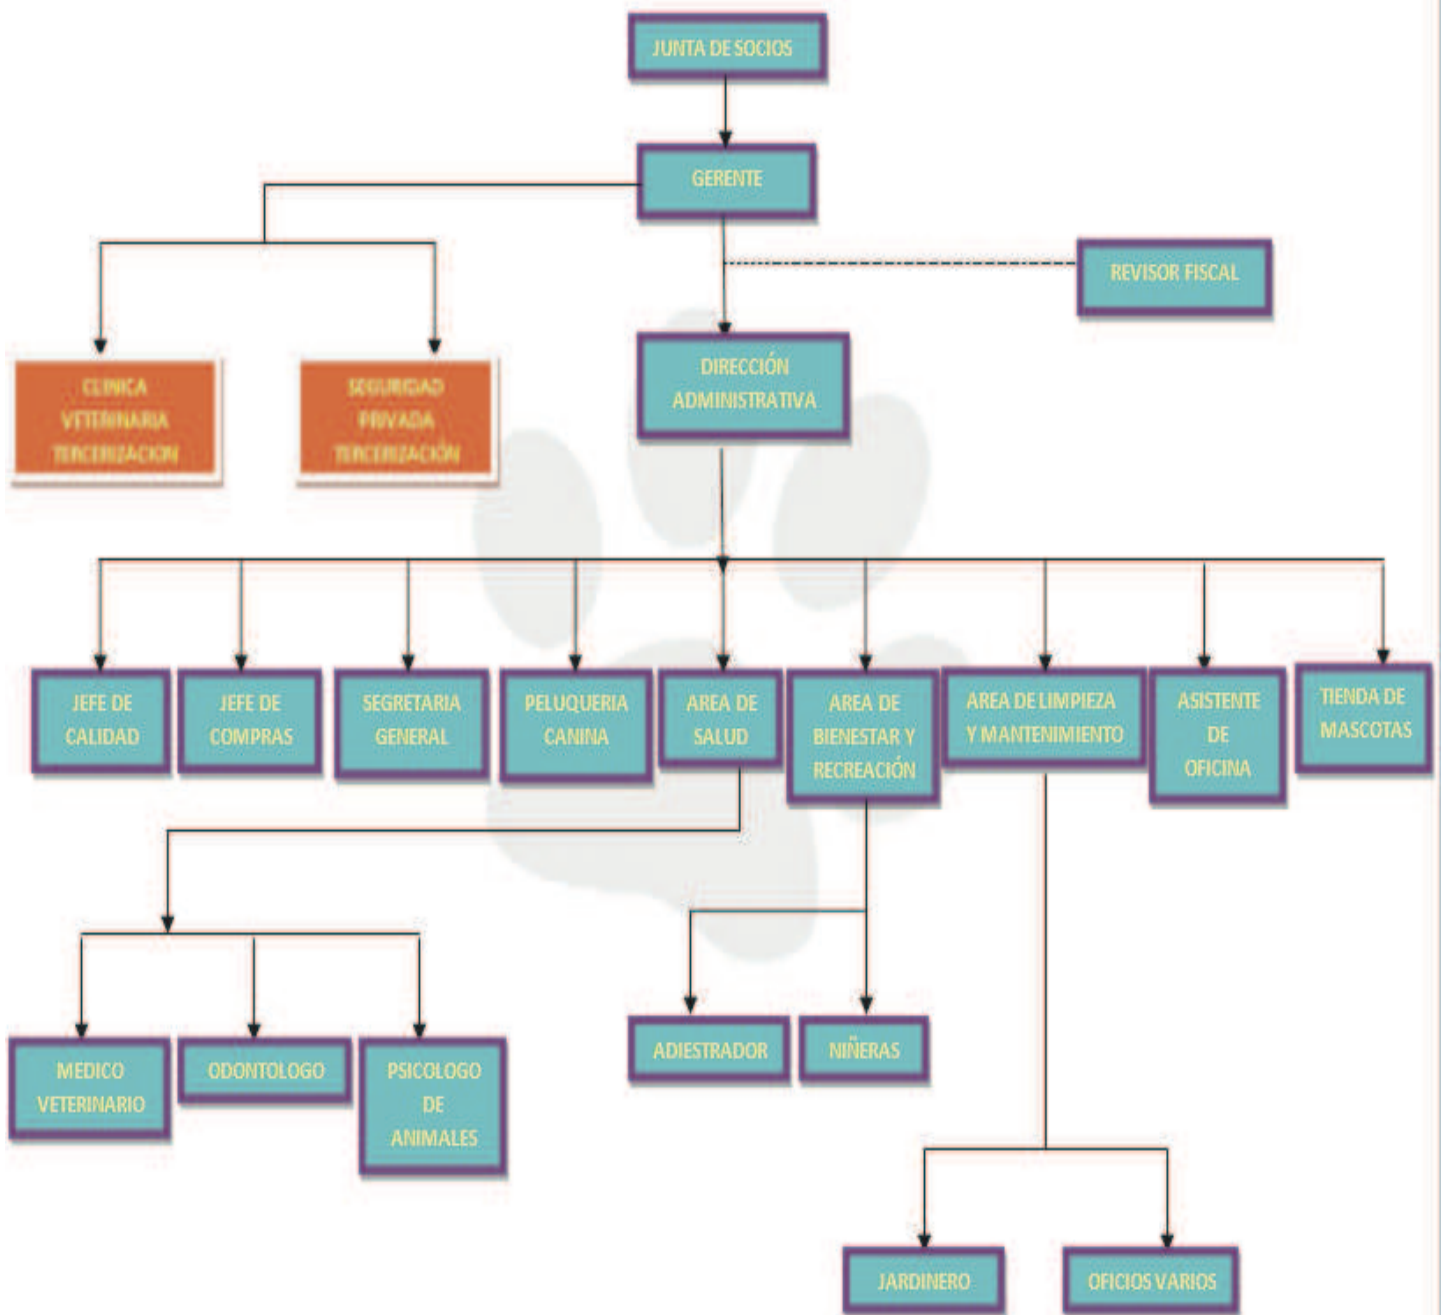 JUNTA DE SOCIOS
GERENTE
REVISOR FISCAL
DIRECCIÓN
ADMINISTRATIVA
CLINICA
VETERINARIA
TERCERIZACION
SEGURIDAD
PRIVADA
TERCERIZACIÓN
JEFE DE
CALIDAD
JEFE DE
COMPRAS
SEGRETARIA
GENERAL
PELUQUERIA
CANINA
AREA DE
SALUD
AREA DE
BIENESTAR Y
RECREACIÓN
AREA DE LIMPIEZA
Y MANTENIMIENTO
ASISTENTE
DE
OFICINA
TIENDA DE
MASCOTAS
MEDICO
VETERINARIO
ODONTOLOGO
PSICOLOGO
DE
ANIMALES
ADIESTRADOR
NIÑERAS
JARDINERO
OFICIOS VARIOS